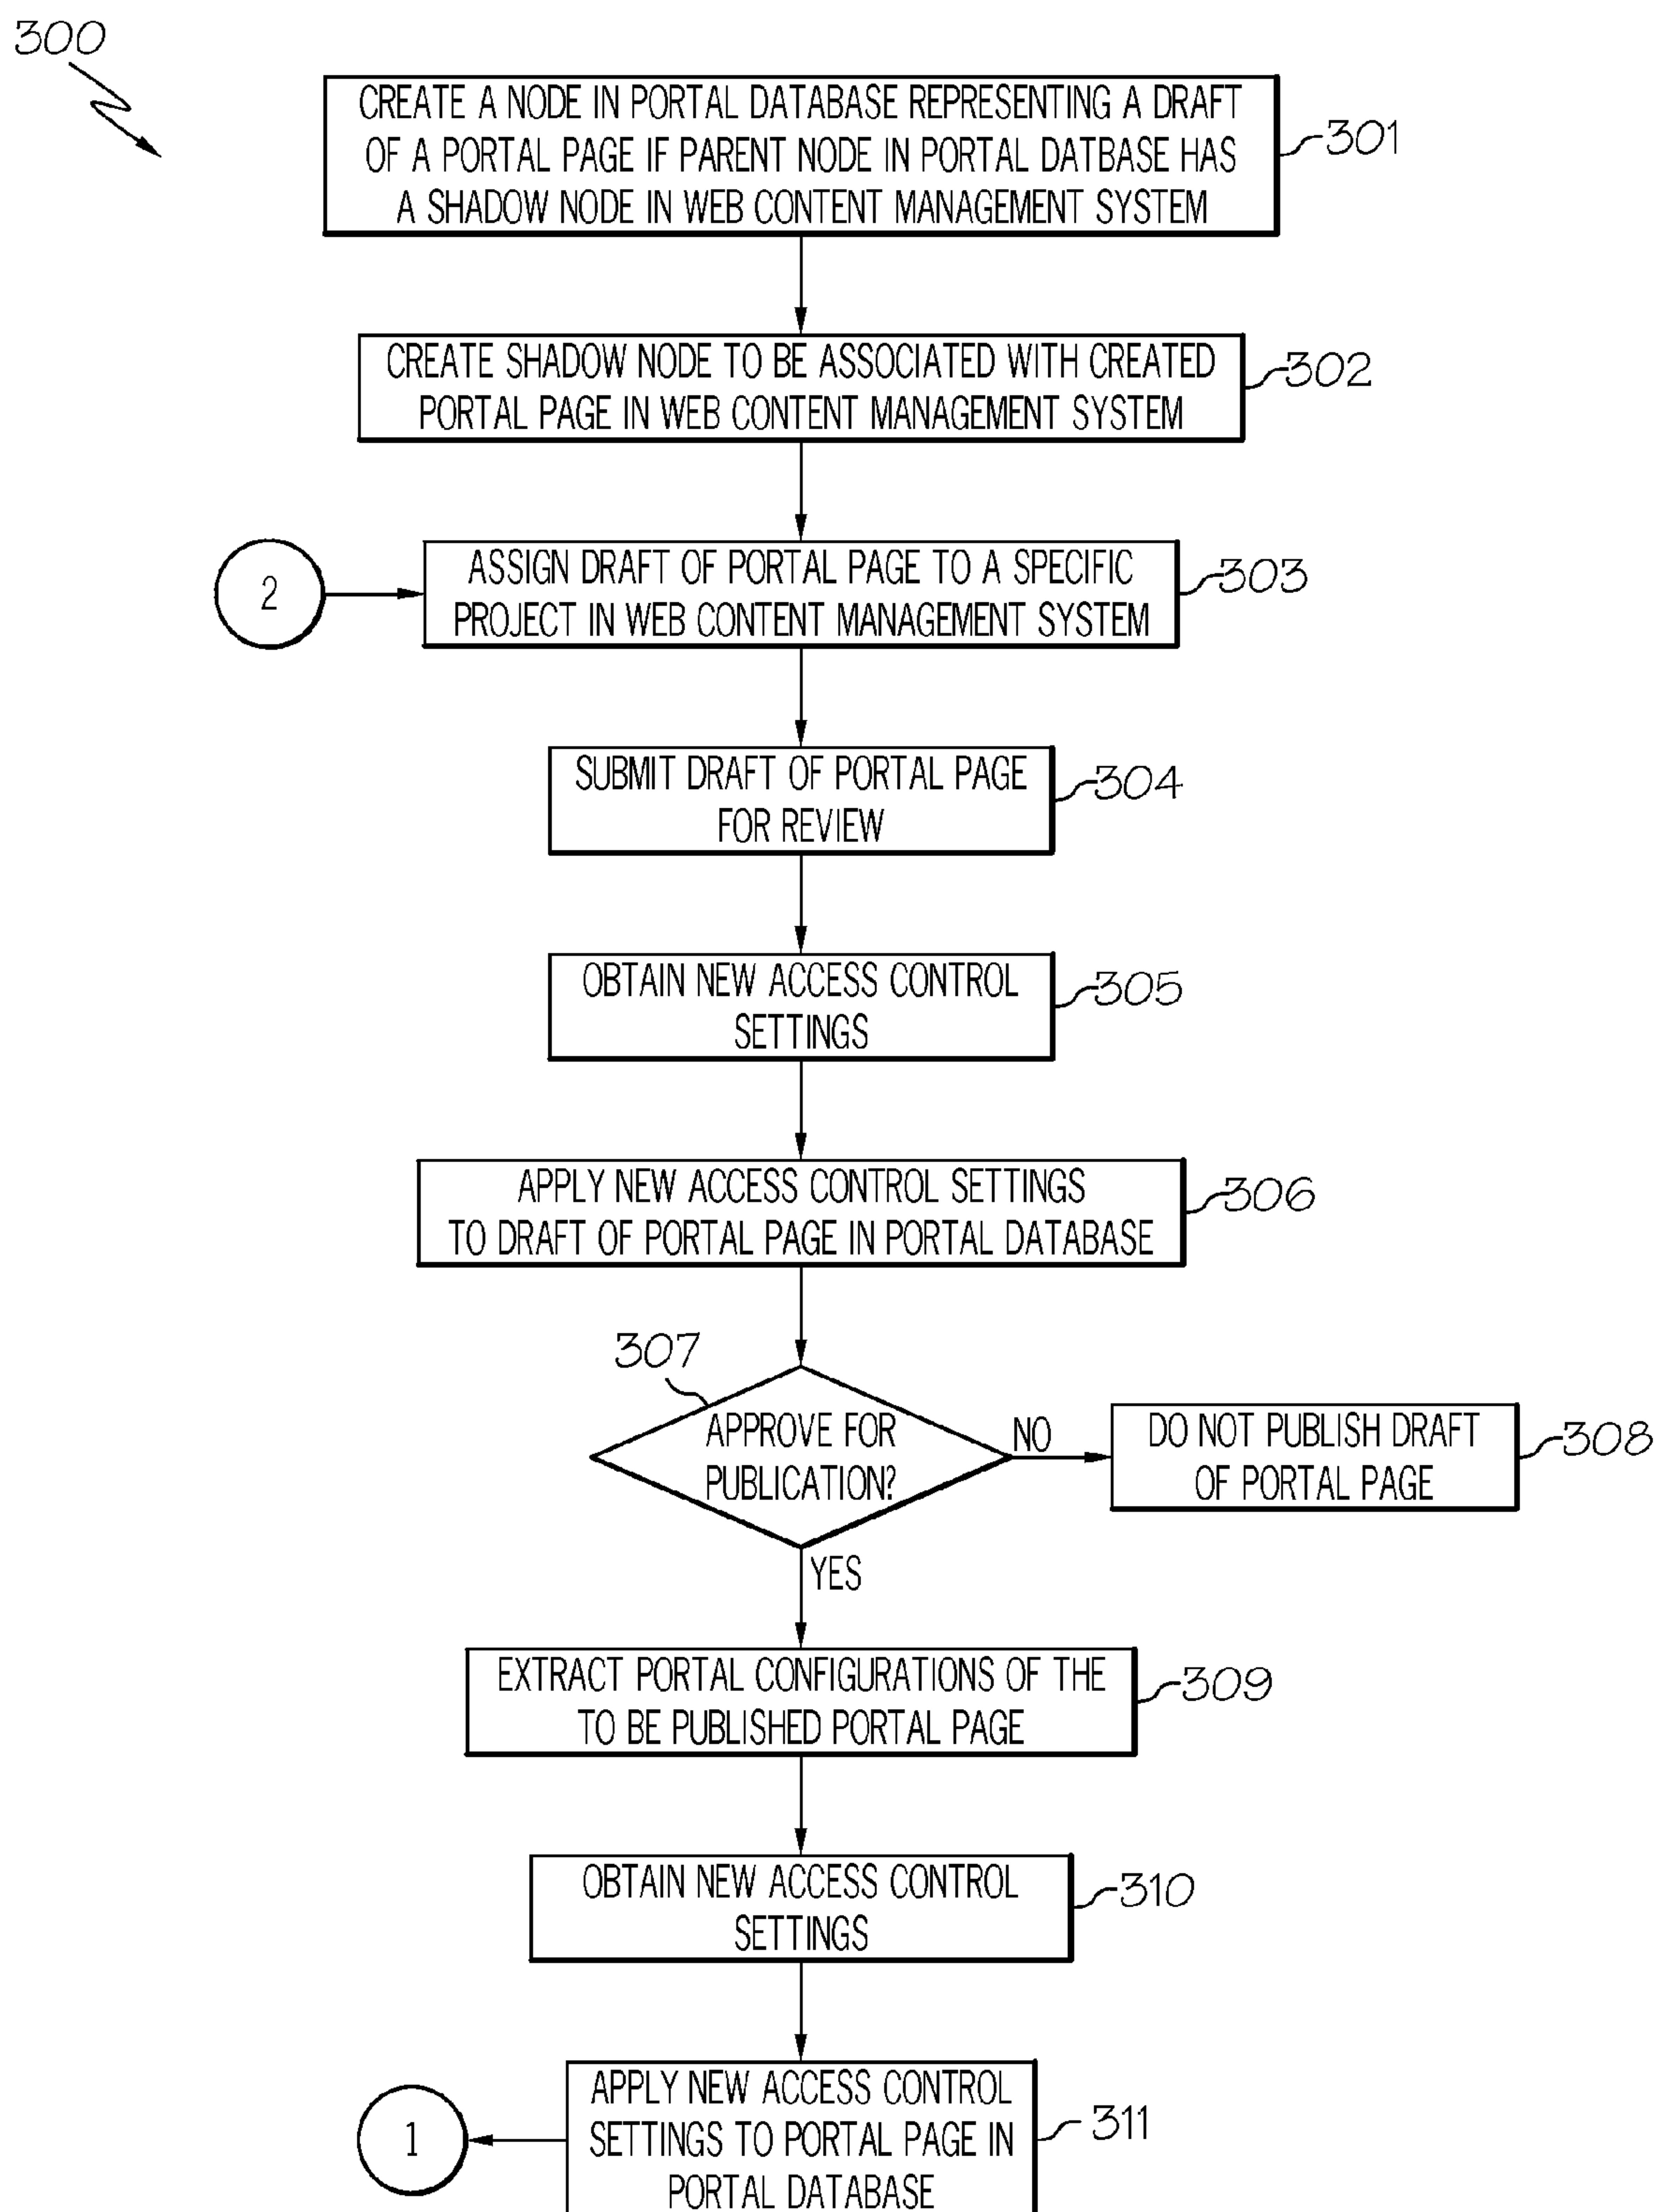 300
CREATE A NODE IN PORTAL DATABASE REPRESENTING A DRAFT
OF A PORTAL PAGE IF PARENT NODE IN PORTAL DATBASE HAS
A SHADOW NODE IN WEB CONTENT MANAGEMENT SYSTEM
301
CREATE SHADOW NODE TO BE ASSOCIATED WITH CREATED
PORTAL PAGE IN WEB CONTENT MANAGEMENT SYSTEM
302
2
ASSIGN DRAFT OF PORTAL PAGE TO A SPECIFIC
PROJECT IN WEB CONTENT MANAGEMENT SYSTEM
303
SUBMIT DRAFT OF PORTAL PAGE
FOR REVIEW
304
OBTAIN NEW ACCESS CONTROL
SETTINGS
305
APPLY NEW ACCESS CONTROL SETTINGS
TO DRAFT OF PORTAL PAGE IN PORTAL DATABASE
306
307
APPROVE FOR
PUBLICATION?
NO
DO NOT PUBLISH DRAFT
OF PORTAL PAGE
308
YES
EXTRACT PORTAL CONFIGURATIONS OF THE
TO BE PUBLISHED PORTAL PAGE
309
OBTAIN NEW ACCESS CONTROL
SETTINGS
310
1
APPLY NEW ACCESS CONTROL
SETTINGS TO PORTAL PAGE IN
PORTAL DATABASE
311